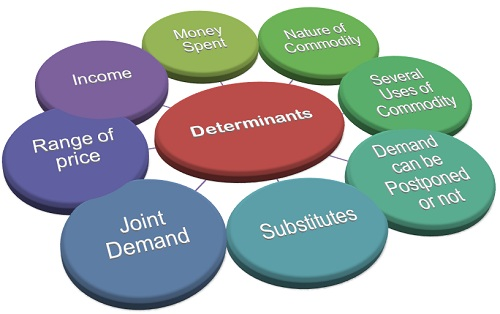 Money
Spent
Nature of
Commodity
Income
Several
Uses of
Commodity
Determinants
Range of
price
Demand
can be
Postponed
or not
Joint
Demand
Substitutes